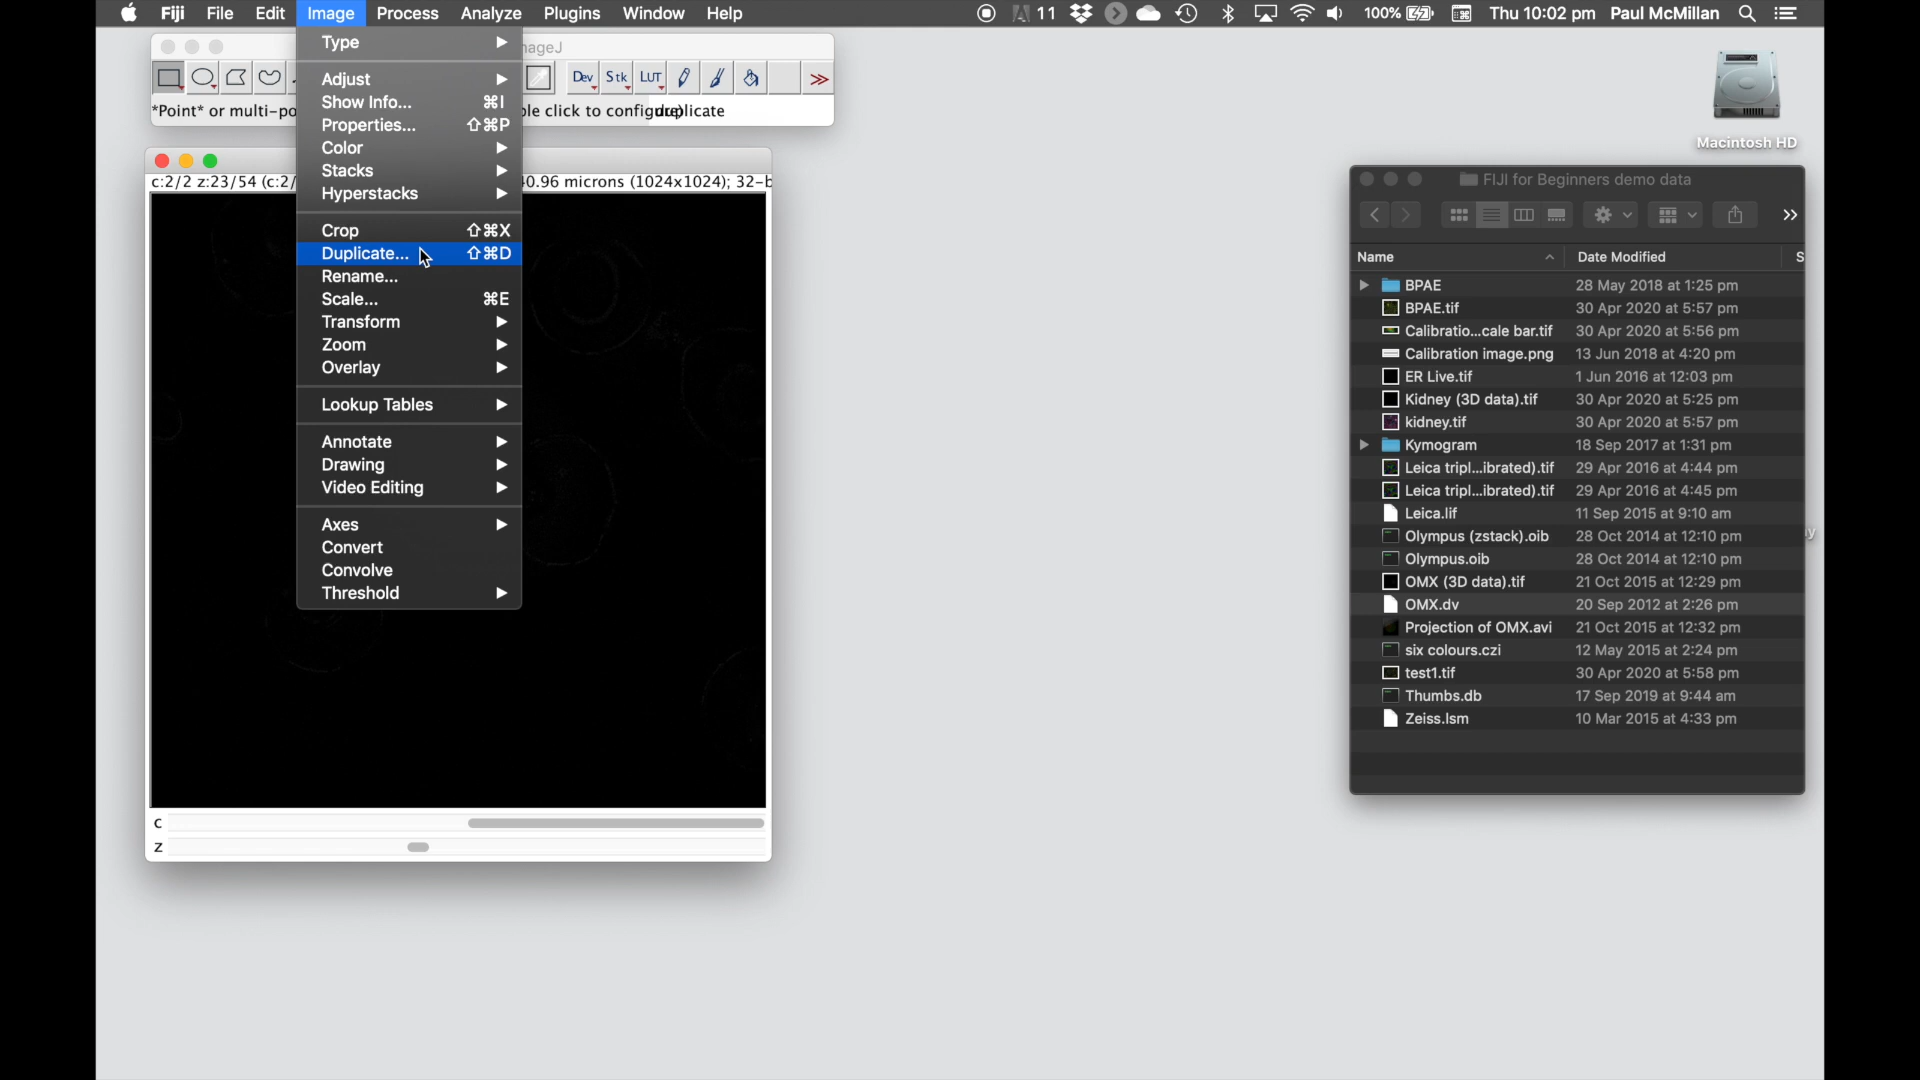 Fiji File Edit Image Process Analyze Plugins Window Help 11 100% Thu 10:02 pm Paul McMillan
Type
Adjust
Show Info... ⌘I
Properties... ⇧⌘P
Color
Stacks
Hyperstacks
Crop ⇧⌘X
Duplicate... ⇧⌘D
Rename...
Scale... ⌘E
Transform
Zoom
Overlay
Lookup Tables
Annotate
Drawing
Video Editing
Axes
Convert
Convolve
Threshold
ageJ
Dev Stk LUT
*Point* or multi-po
ble click to configure)
duplicate
c:2/2 z:23/54 (c:2/
40.96 microns (1024x1024); 32-b
c
z
Macintosh HD
FIJI for Beginners demo data
Name Date Modified S
BPAE 28 May 2018 at 1:25 pm
BPAE.tif 30 Apr 2020 at 5:57 pm
Calibratio...cale bar.tif 30 Apr 2020 at 5:56 pm
Calibration image.png 13 Jun 2018 at 4:20 pm
ER Live.tif 1 Jun 2016 at 12:03 pm
Kidney (3D data).tif 30 Apr 2020 at 5:25 pm
kidney.tif 30 Apr 2020 at 5:57 pm
Kymogram 18 Sep 2017 at 1:31 pm
Leica tripl...ibrated).tif 29 Apr 2016 at 4:44 pm
Leica tripl...ibrated).tif 29 Apr 2016 at 4:45 pm
Leica.lif 11 Sep 2015 at 9:10 am
Olympus (zstack).oib 28 Oct 2014 at 12:10 pm
Olympus.oib 28 Oct 2014 at 12:10 pm
OMX (3D data).tif 21 Oct 2015 at 12:29 pm
OMX.dv 20 Sep 2012 at 2:26 pm
Projection of OMX.avi 21 Oct 2015 at 12:32 pm
six colours.czi 12 May 2015 at 2:24 pm
test1.tif 30 Apr 2020 at 5:58 pm
Thumbs.db 17 Sep 2019 at 9:44 am
Zeiss.lsm 10 Mar 2015 at 4:33 pm
y